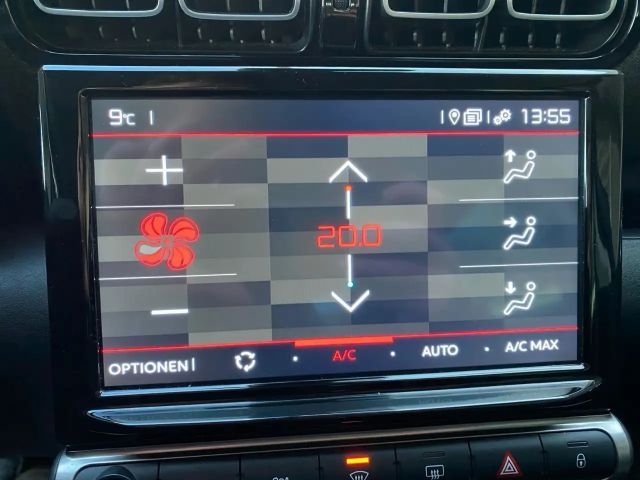 9°C
13:55
20.0
OPTIONEN
A/C
AUTO
A/C MAX